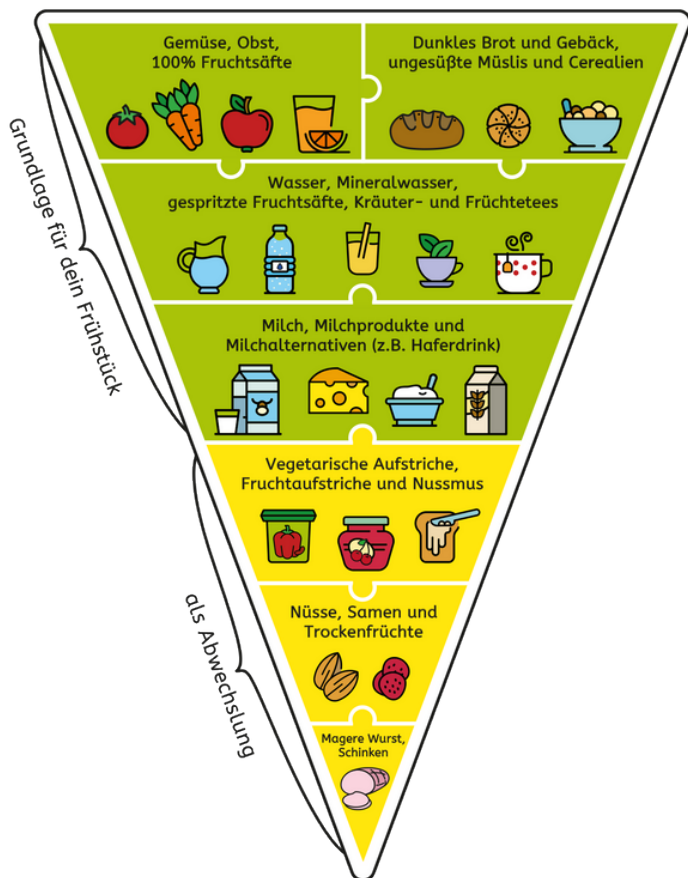 Gemüse, Obst,
100% Fruchtsäfte
Dunkles Brot und Gebäck,
ungesüßte Müslis und Cerealien
Wasser, Mineralwasser,
gespritzte Fruchtsäfte, Kräuter- und Früchtetees
Milch, Milchprodukte und
Milchalternativen (z.B. Haferdrink)
Grundlage für dein Frühstück
Vegetarische Aufstriche,
Fruchtaufstriche und Nussmus
Nüsse, Samen und
Trockenfrüchte
Magere Wurst,
Schinken
als Abwechslung